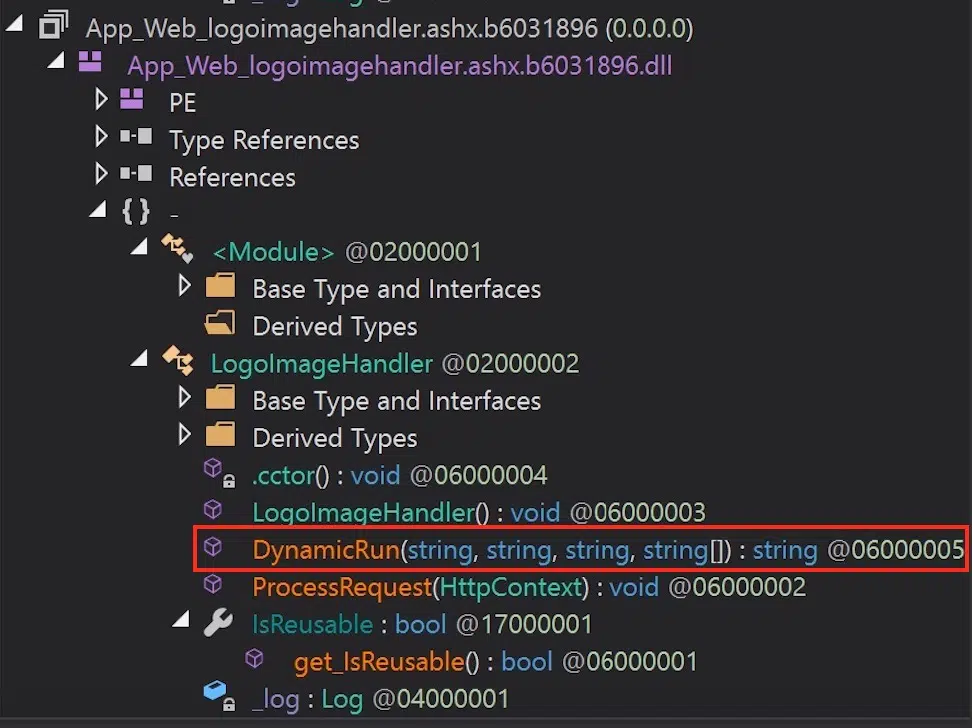 App_Web_logoimagehandler.ashx.b6031896 (0.0.0.0)
App_Web_logoimagehandler.ashx.b6031896.dll
PE
Type References
References
{ } -
<Module> @02000001
Base Type and Interfaces
Derived Types
LogoImageHandler @02000002
Base Type and Interfaces
Derived Types
.cctor() : void @06000004
LogoImageHandler() : void @06000003
DynamicRun(string, string, string, string[]) : string @06000005
ProcessRequest(HttpContext) : void @06000002
IsReusable : bool @17000001
get_IsReusable() : bool @06000001
_log : Log @04000001